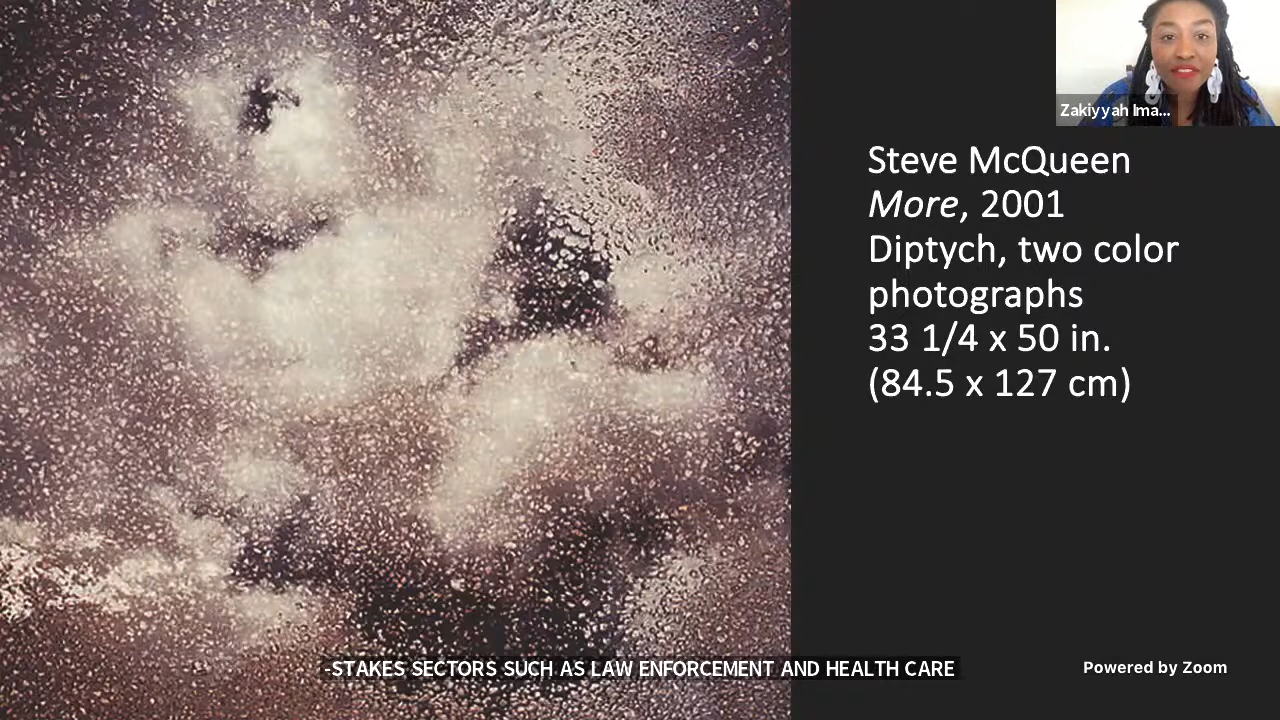 Zakiyyah Ima...
Steve McQueen
More, 2001
Diptych, two color
photographs
33 1/4 x 50 in.
(84.5 x 127 cm)
-STAKES SECTORS SUCH AS LAW ENFORCEMENT AND HEALTH CARE
Powered by Zoom